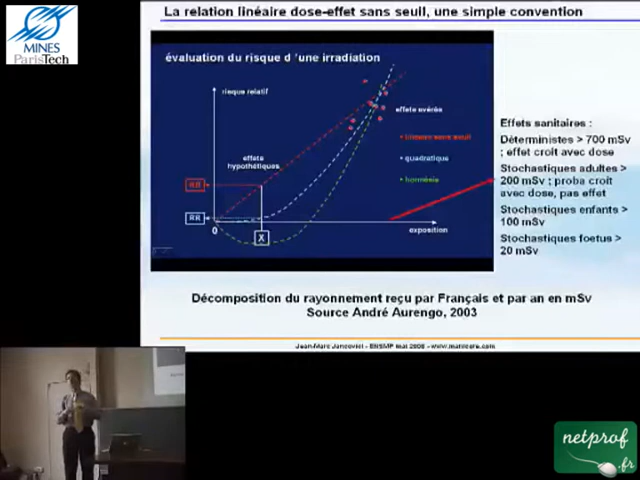 La relation linéaire dose-effet sans seuil, une simple convention
MINES
ParisTech
évaluation du risque d 'une irradiation
risque relatif
effets avérés
effets
hypothétiques
linéaire sans seuil
quadratique
hormésis
RR
RR
0
X
exposition
Effets sanitaires :
Déterministes > 700 mSv
; effet croit avec dose
Stochastiques adultes >
200 mSv ; proba croit
avec dose, pas effet
Stochastiques enfants >
100 mSv
Stochastiques foetus >
20 mSv
Décomposition du rayonnement reçu par Français et par an en mSv
Source André Aurengo, 2003
Jean-Marc Jancovici - ENSMP mai 2008 - www.manicore.com
netprof
.fr